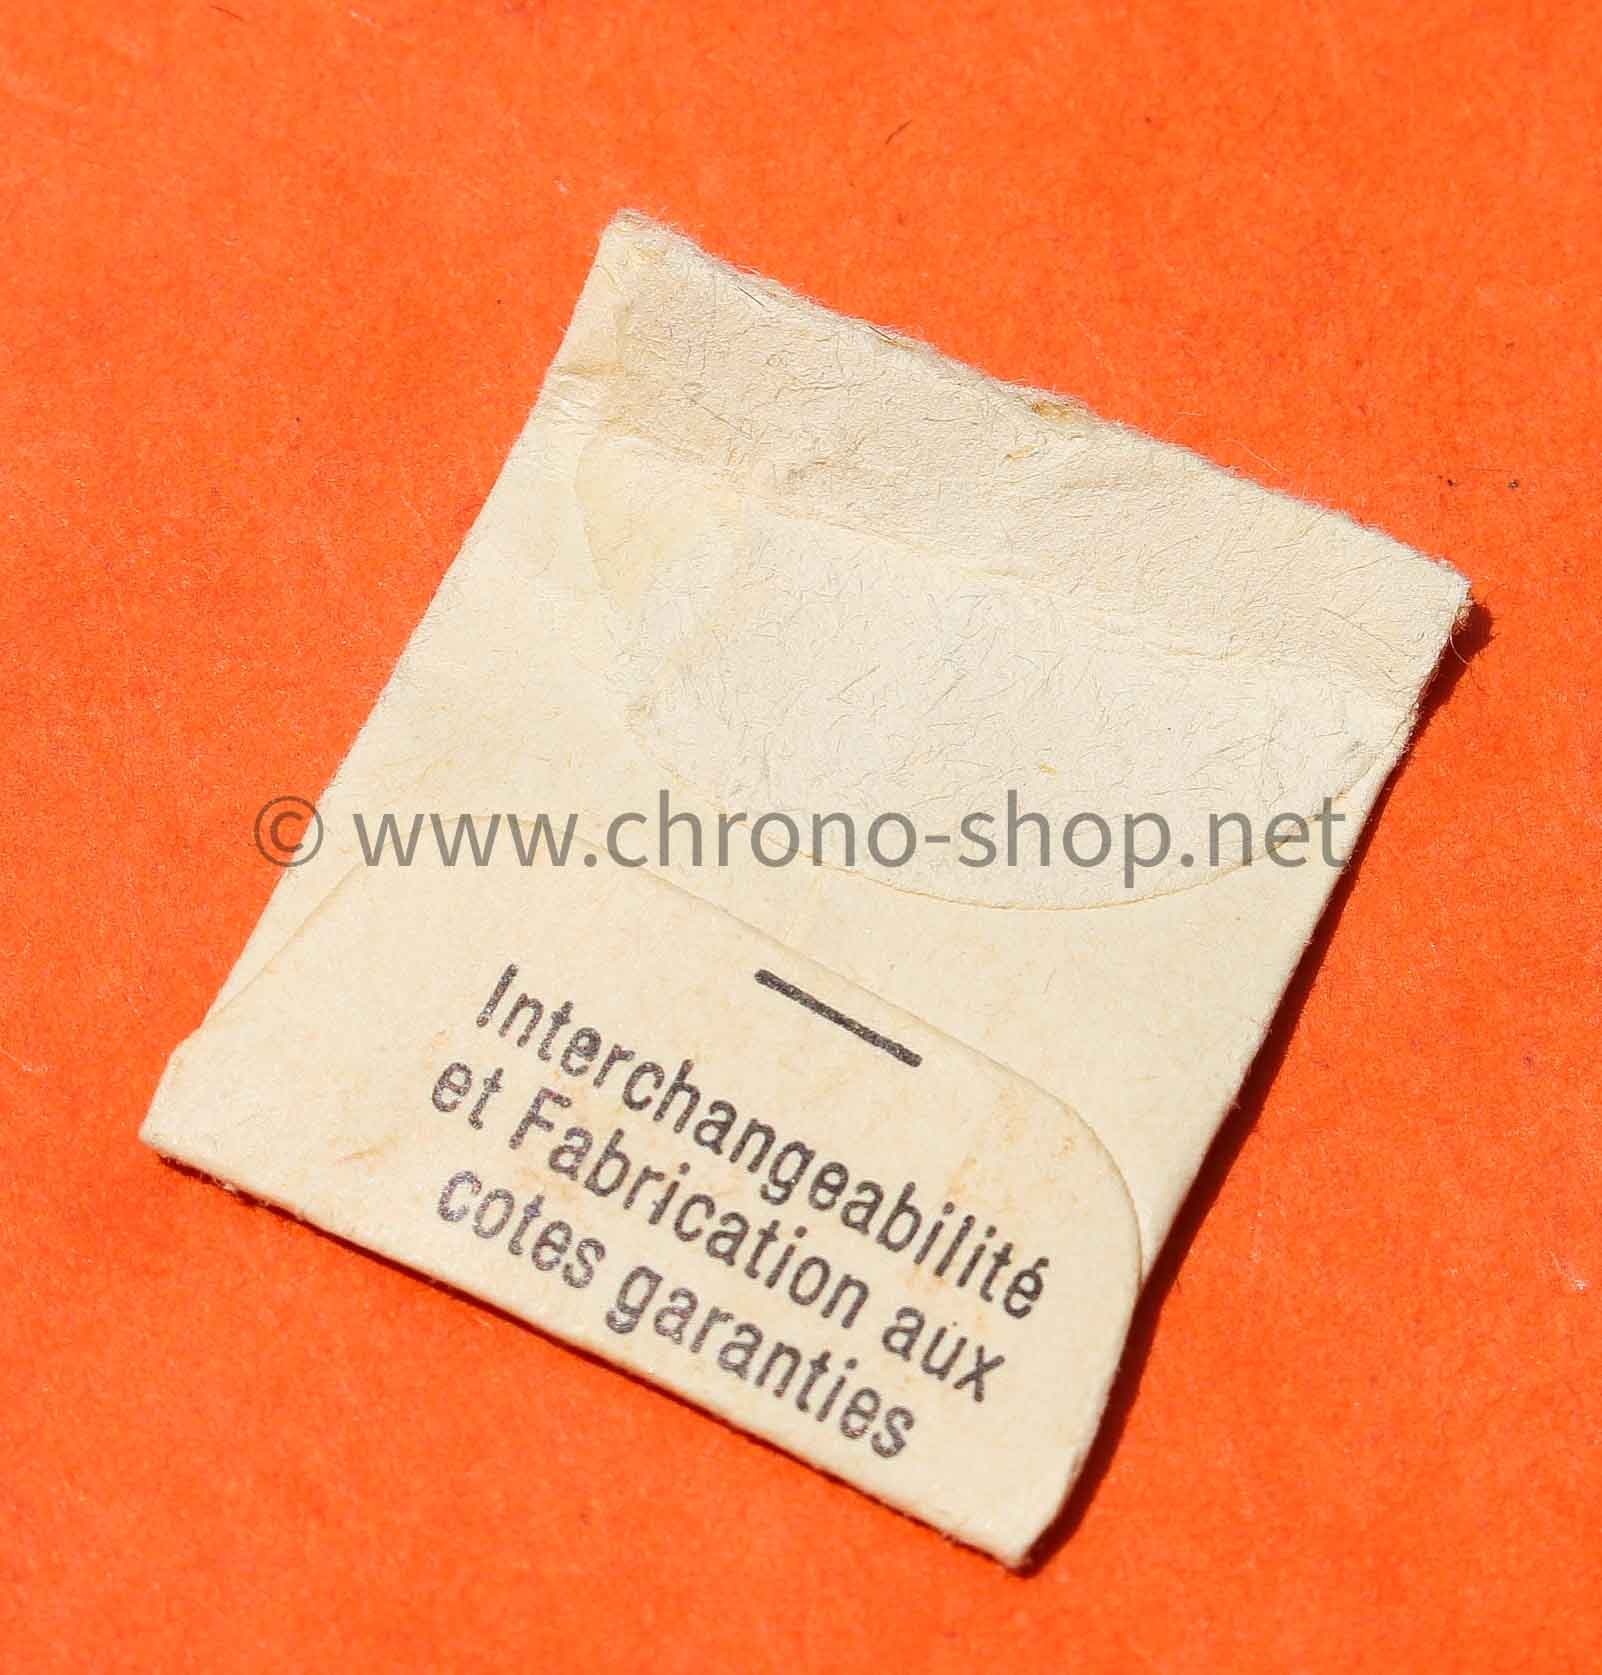 © www.chrono-shop.net
Interchangeabilité
et Fabrication aux
cotes garanties